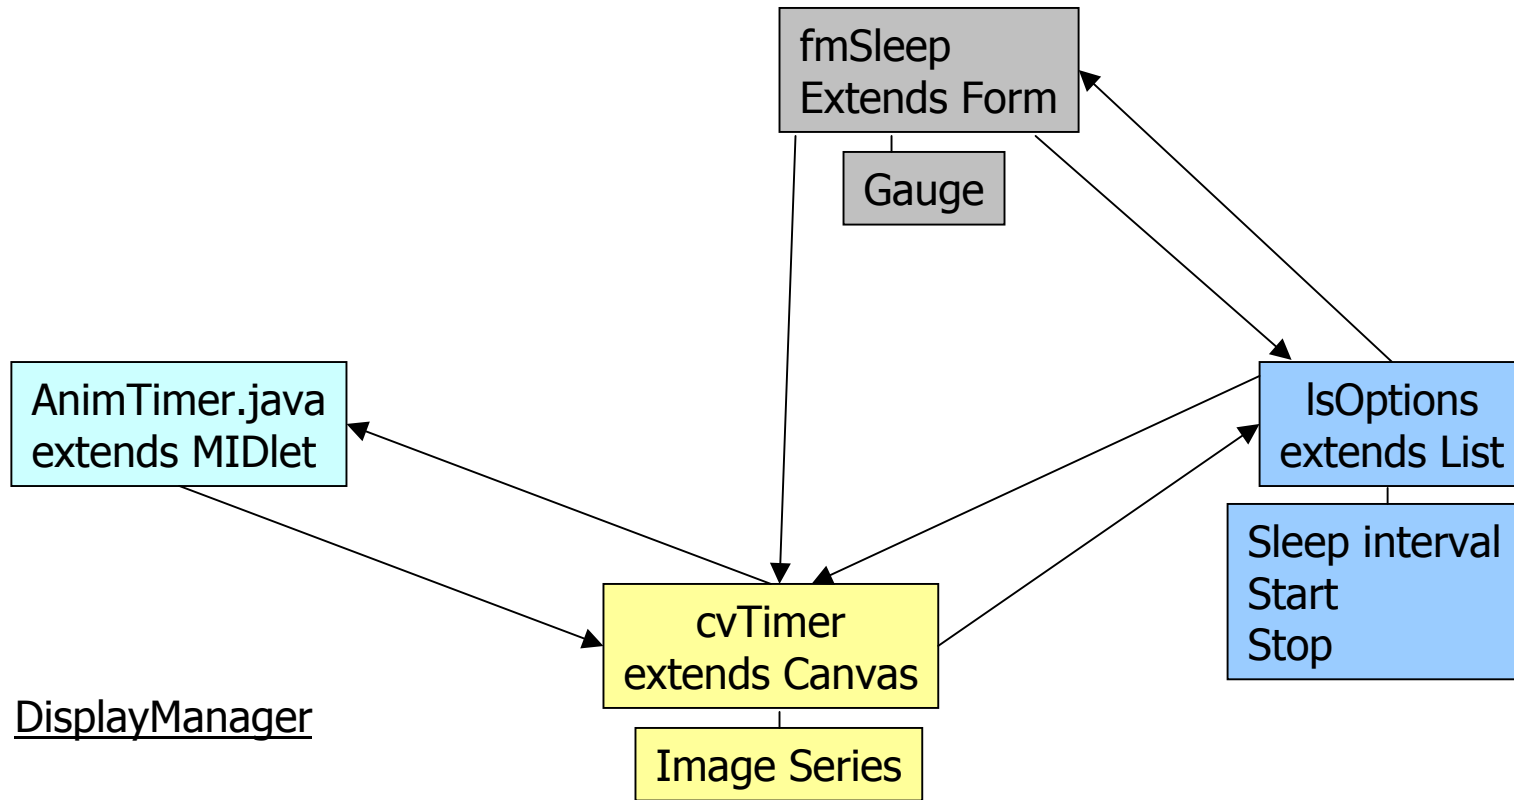 fmSleep
Extends Form
Gauge
AnimTimer.java
extends MIDlet
lsOptions
extends List
Sleep interval
Start
Stop
cvTimer
extends Canvas
Image Series
DisplayManager